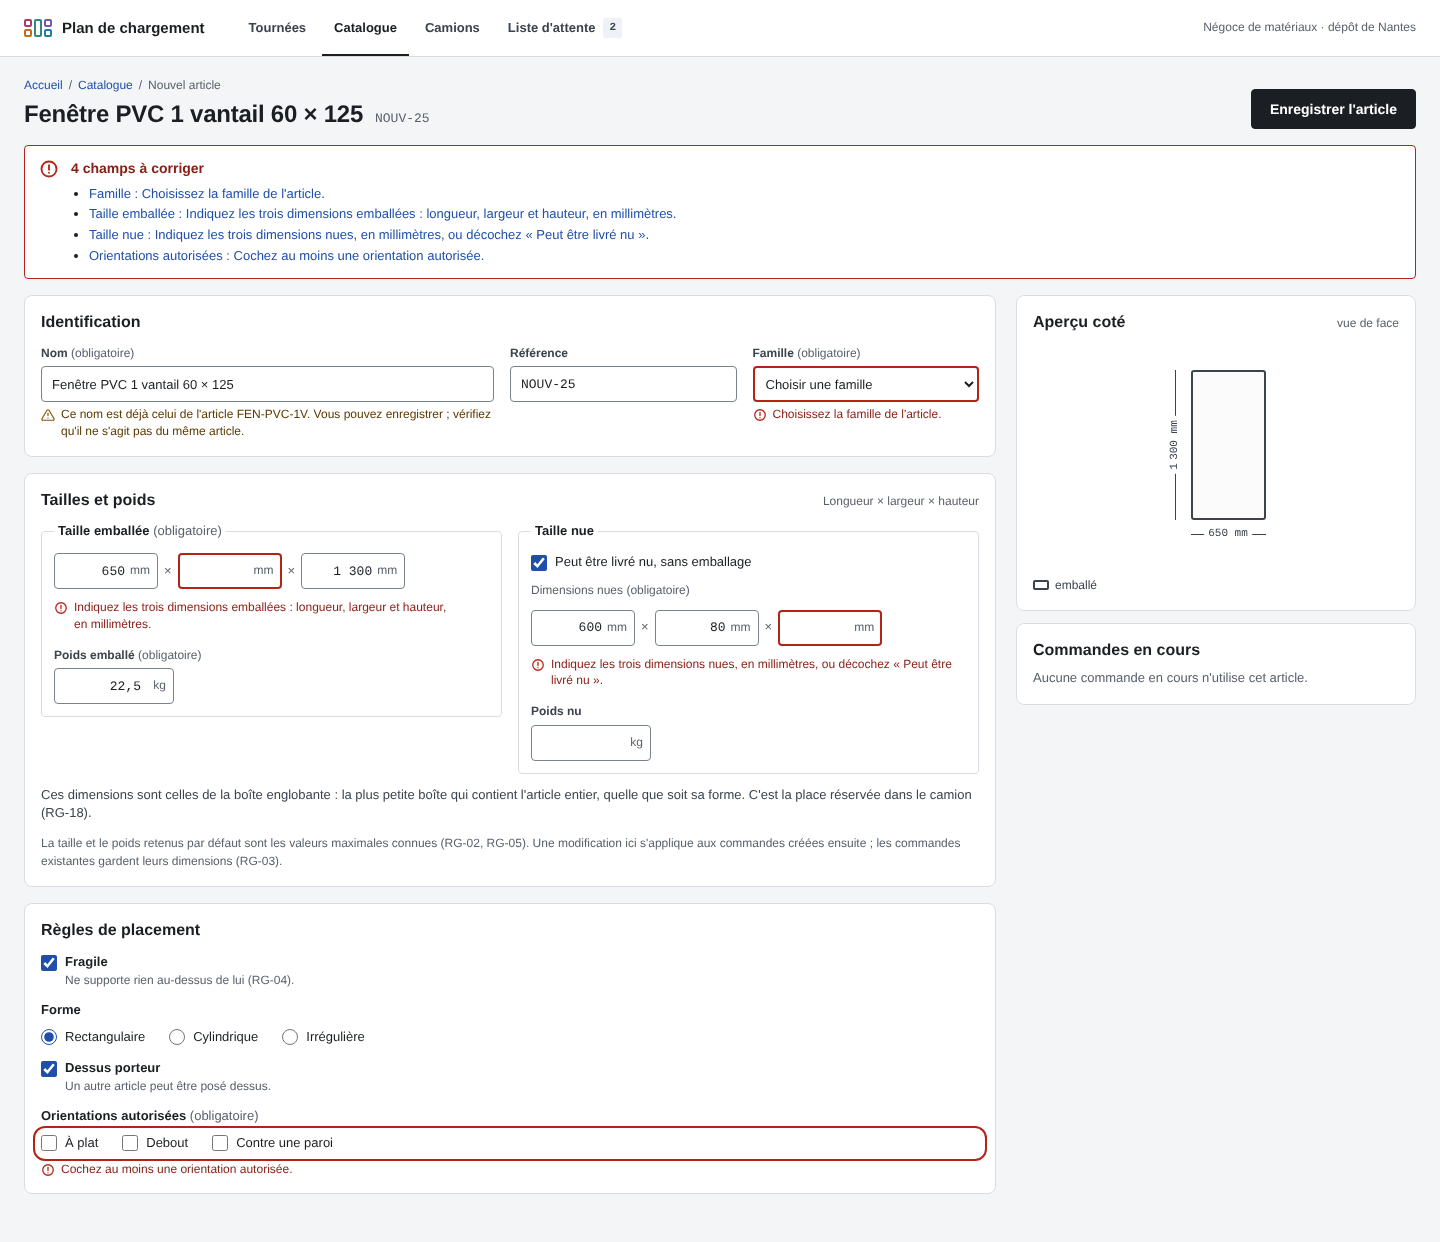 Plan de chargement
Tournées
Catalogue
Camions
Liste d'attente 2
Négoce de matériaux · dépôt de Nantes
Accueil / Catalogue / Nouvel article
Fenêtre PVC 1 vantail 60 × 125 NOUV-25
Enregistrer l'article
4 champs à corriger
Famille : Choisissez la famille de l'article.
Taille emballée : Indiquez les trois dimensions emballées : longueur, largeur et hauteur, en millimètres.
Taille nue : Indiquez les trois dimensions nues, en millimètres, ou décochez « Peut être livré nu ».
Orientations autorisées : Cochez au moins une orientation autorisée.
Identification
Nom (obligatoire)
Fenêtre PVC 1 vantail 60 × 125
Ce nom est déjà celui de l'article FEN-PVC-1V. Vous pouvez enregistrer ; vérifiez
qu'il ne s'agit pas du même article.
Référence
NOUV-25
Famille (obligatoire)
Choisir une famille
Choisissez la famille de l'article.
Tailles et poids
Longueur × largeur × hauteur
Taille emballée (obligatoire)
650 mm × mm × 1 300 mm
Indiquez les trois dimensions emballées : longueur, largeur et hauteur,
en millimètres.
Poids emballé (obligatoire)
22,5 kg
Taille nue
Peut être livré nu, sans emballage
Dimensions nues (obligatoire)
600 mm × 80 mm × mm
Indiquez les trois dimensions nues, en millimètres, ou décochez « Peut être
livré nu ».
Poids nu
kg
Ces dimensions sont celles de la boîte englobante : la plus petite boîte qui contient l'article entier, quelle que soit sa forme. C'est la place réservée dans le camion
(RG-18).
La taille et le poids retenus par défaut sont les valeurs maximales connues (RG-02, RG-05). Une modification ici s'applique aux commandes créées ensuite ; les commandes
existantes gardent leurs dimensions (RG-03).
Règles de placement
Fragile
Ne supporte rien au-dessus de lui (RG-04).
Forme
Rectangulaire
Cylindrique
Irrégulière
Dessus porteur
Un autre article peut être posé dessus.
Orientations autorisées (obligatoire)
À plat
Debout
Contre une paroi
Cochez au moins une orientation autorisée.
Aperçu coté
vue de face
1 300 mm
650 mm
emballé
Commandes en cours
Aucune commande en cours n'utilise cet article.